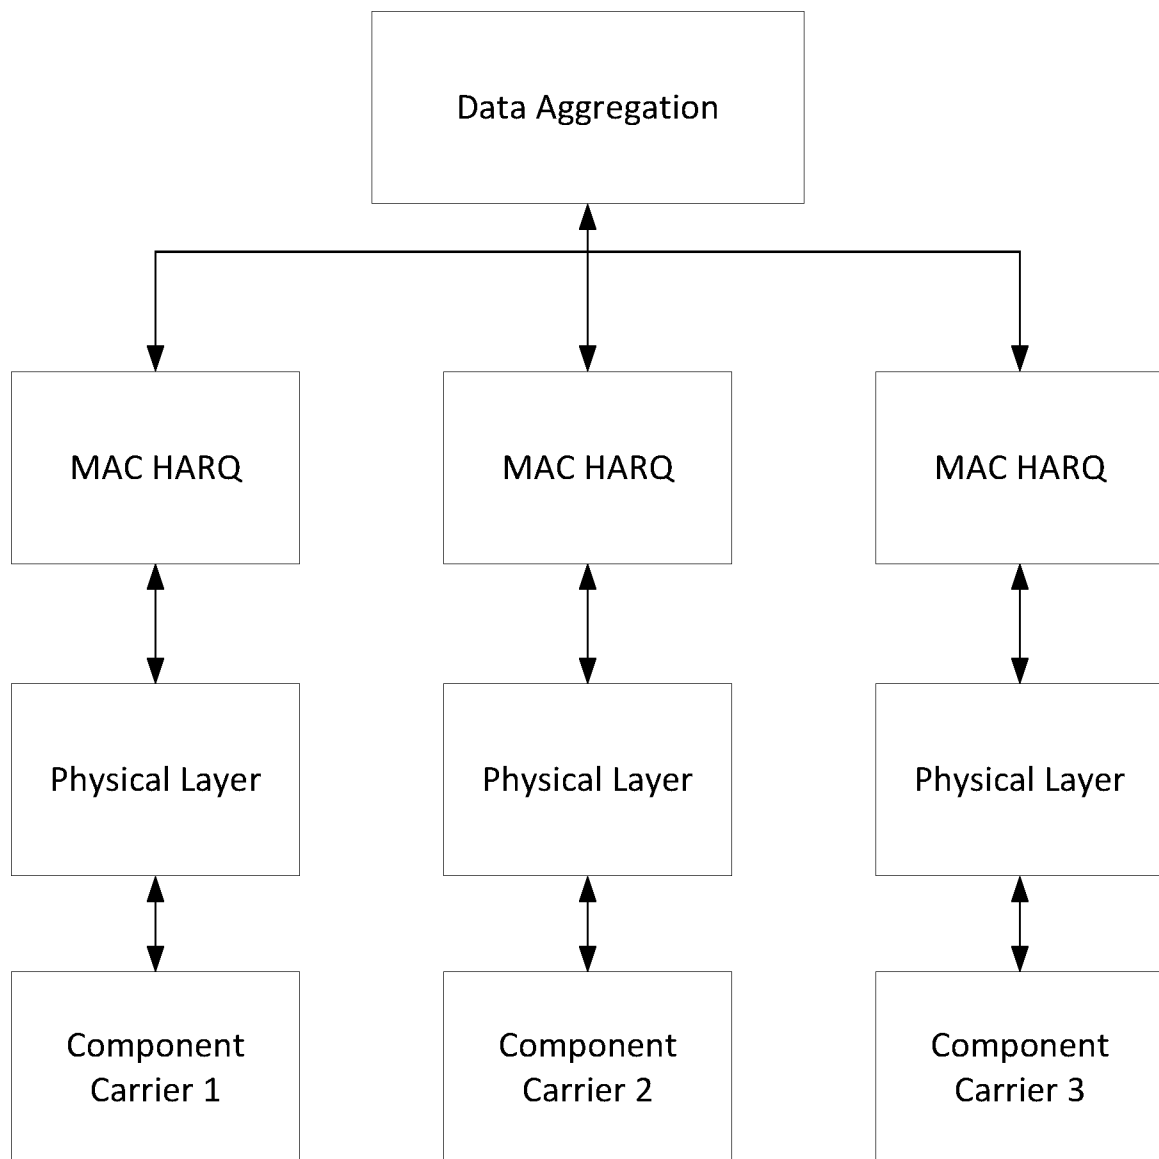 Data Aggregation
MAC HARQ
MAC HARQ
MAC HARQ
Physical Layer
Physical Layer
Physical Layer
Component
Carrier 1
Component
Carrier 2
Component
Carrier 3